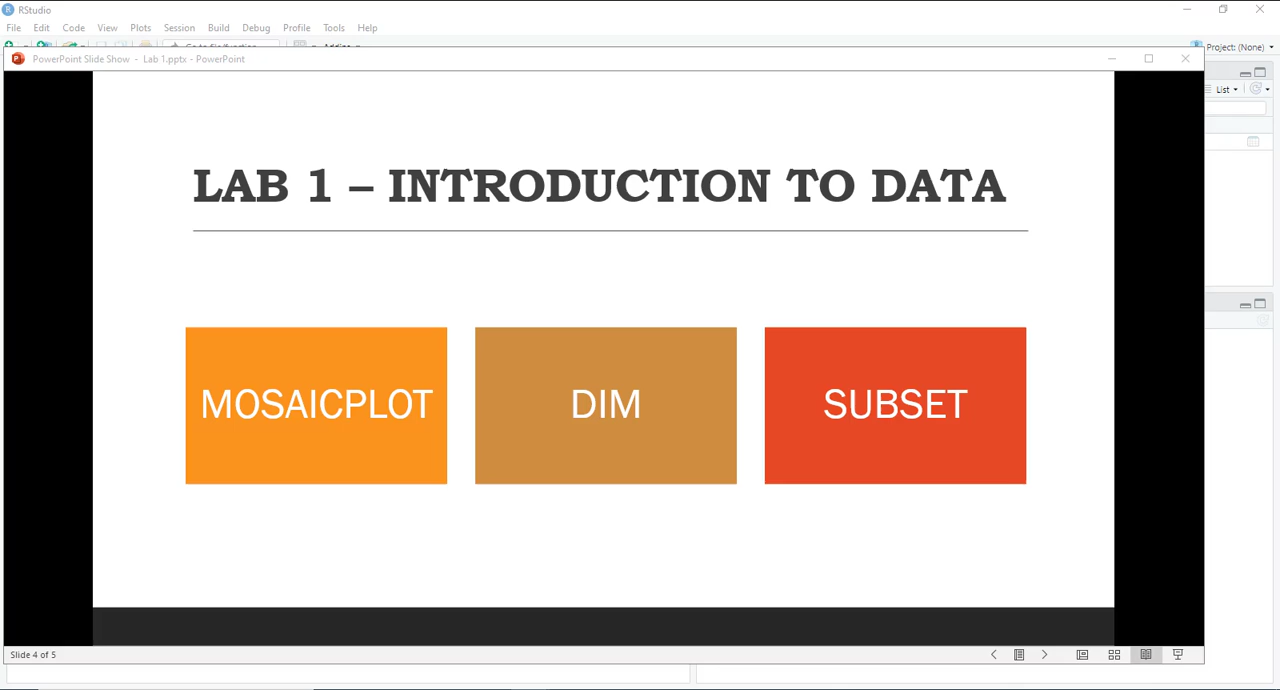 RStudio
File Edit Code View Plots Session Build Debug Profile Tools Help
Project: (None)
PowerPoint Slide Show - Lab 1.pptx - PowerPoint
List
LAB 1 – INTRODUCTION TO DATA
MOSAICPLOT DIM SUBSET
Slide 4 of 5